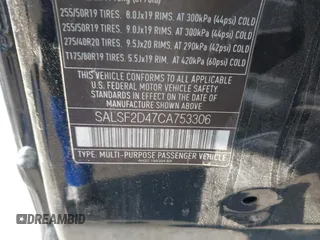 255/50R19 TIRES. 8.0Jx19 RIMS. AT 300kPa (44psi) COLD
255/50R19 TIRES. 9.0Jx19 RIMS. AT 300kPa (44psi) COLD
275/40R20 TIRES. 9.5Jx20 RIMS. AT 290kPa (42psi) COLD
T175/80R19 TIRES. 5.5Jx19 RIM. AT 420kPa (60psi) COLD
THIS VEHICLE CONFORMS TO ALL APPLICABLE
U.S. FEDERAL MOTOR VEHICLE SAFETY
STANDARDS IN EFFECT ON THE DATE OF
MANUFACTURE SHOWN ABOVE.
SALSF2D47CA753306
TYPE: MULTI-PURPOSE PASSENGER VEHICLE
DREAMBID